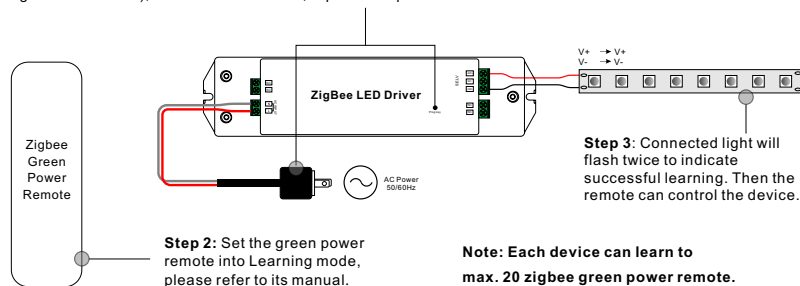 V+ → V+
V- → V-
SELV
ZigBee LED Driver
Zigbee
Green
Power
Remote
AC Power
50/60Hz
Step 3: Connected light will
flash twice to indicate
successful learning. Then the
remote can control the device.
Step 2: Set the green power
remote into Learning mode,
please refer to its manual.
Note: Each device can learn to
max. 20 zigbee green power remote.